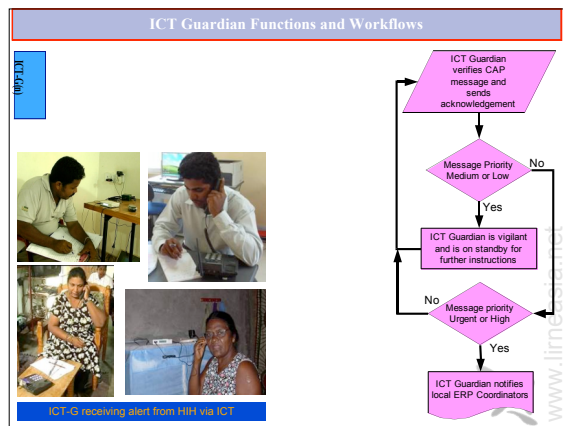 ICT Guardian Functions and Workflows
ICT-G(n)
ICT Guardian
verifies CAP
message and
sends
acknowledgement
Message Priority
Medium or Low
No
Yes
ICT Guardian is vigilant
and is on standby for
further instructions
No
Message priority
Urgent or High
Yes
ICT Guardian notifies
local ERP Coordinators
ICT-G receiving alert from HIH via ICT
www.lirneasia.net